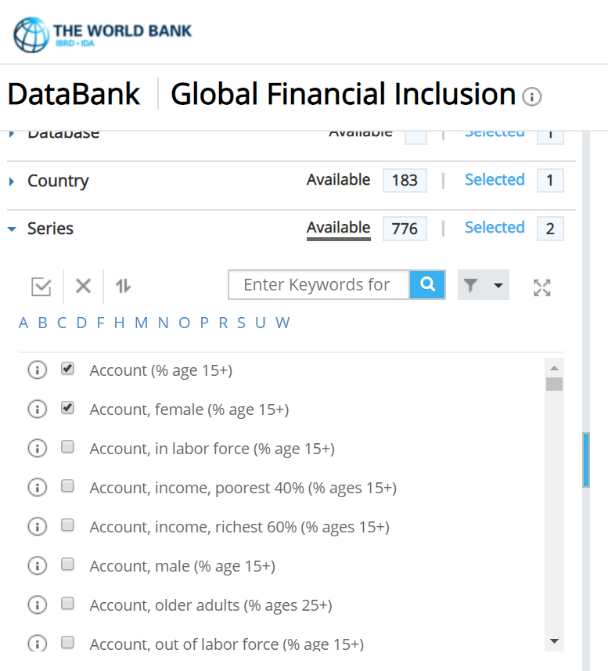 THE WORLD BANK
IBRD • IDA
DataBank Global Financial Inclusion
Database Available Selected 1
Country Available 183 | Selected 1
Series Available 776 | Selected 2
Enter Keywords for
A B C D F H M N O P R S U W
Account (% age 15+)
Account, female (% age 15+)
Account, in labor force (% age 15+)
Account, income, poorest 40% (% ages 15+)
Account, income, richest 60% (% ages 15+)
Account, male (% age 15+)
Account, older adults (% ages 25+)
Account, out of labor force (% age 15+)